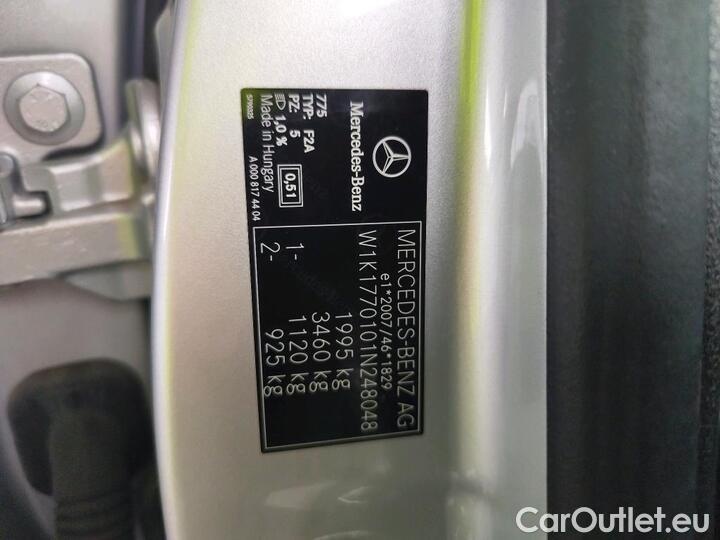 Mercedes-Benz
775
TYP: F2A
PZ: 5
1,0 %
Made in Hungary
0,51
5790325
A 000 817 44 04
MERCEDES-BENZ AG
e1*2007/46*1829
W1K1770101N248048
1995 kg
3460 kg
1- 1120 kg
2- 925 kg
CarOutlet.eu